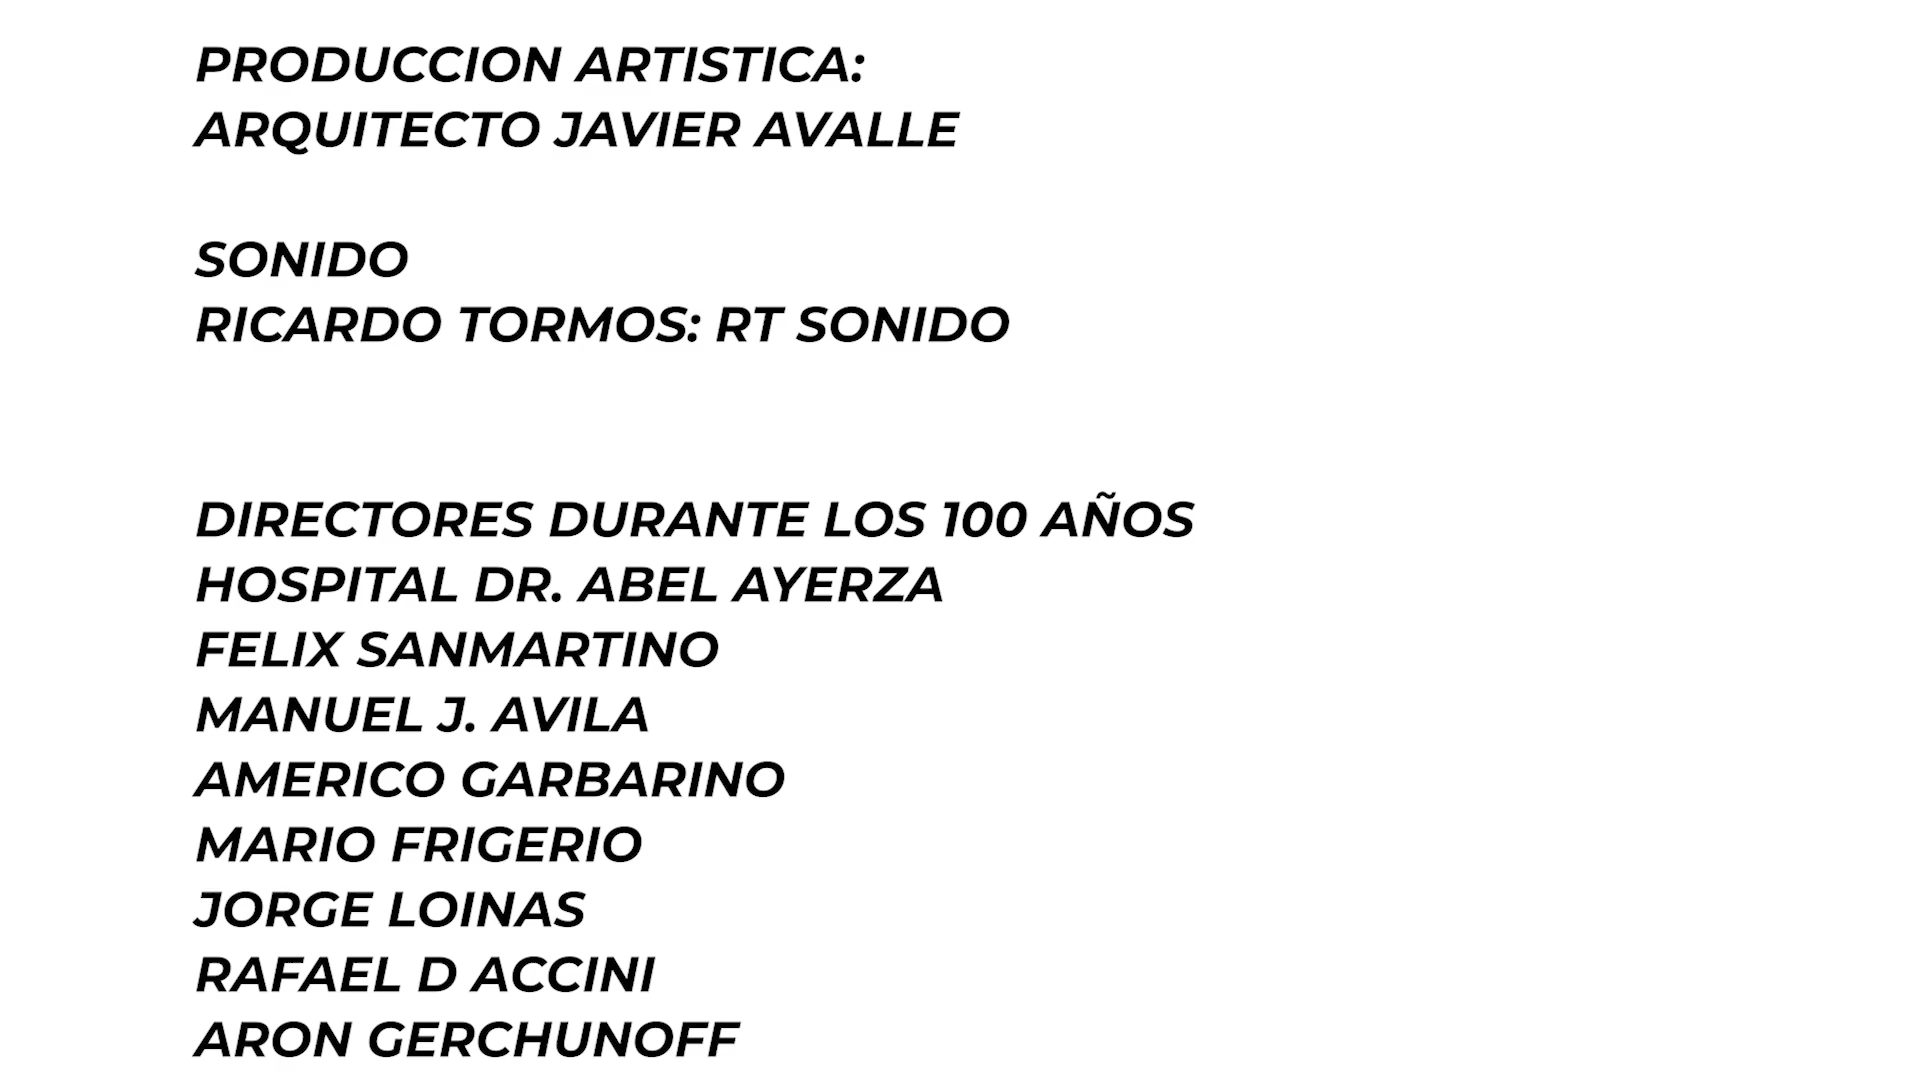 PRODUCCION ARTISTICA:
ARQUITECTO JAVIER AVALLE
SONIDO
RICARDO TORMOS: RT SONIDO
DIRECTORES DURANTE LOS 100 AÑOS
HOSPITAL DR. ABEL AYERZA
FELIX SANMARTINO
MANUEL J. AVILA
AMERICO GARBARINO
MARIO FRIGERIO
JORGE LOINAS
RAFAEL D ACCINI
ARON GERCHUNOFF